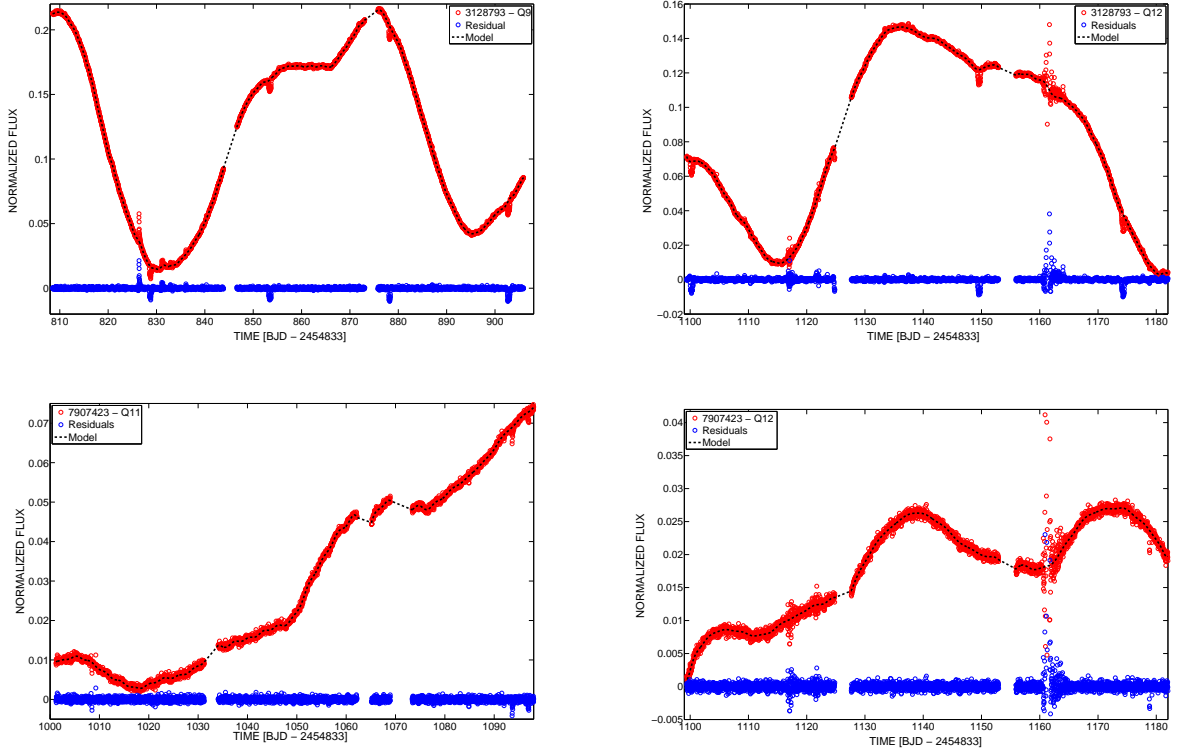 3128793 – Q9
Residual
Model
NORMALIZED FLUX
0.2
0.15
0.1
0.05
0
810 820 830 840 850 860 870 880 890 900
TIME [BJD – 2454833]
3128793 – Q12
Residuals
Model
NORMALIZED FLUX
0.16
0.14
0.12
0.1
0.08
0.06
0.04
0.02
0
−0.02
1100 1110 1120 1130 1140 1150 1160 1170 1180
TIME [BJD – 2454833]
7907423 – Q11
Residuals
Model
NORMALIZED FLUX
0.07
0.06
0.05
0.04
0.03
0.02
0.01
0
1000 1010 1020 1030 1040 1050 1060 1070 1080 1090
TIME [BJD – 2454833]
7907423 – Q12
Residuals
Model
NORMALIZED FLUX
0.04
0.035
0.03
0.025
0.02
0.015
0.01
0.005
0
−0.005
1100 1110 1120 1130 1140 1150 1160 1170 1180
TIME [BJD – 2454833]